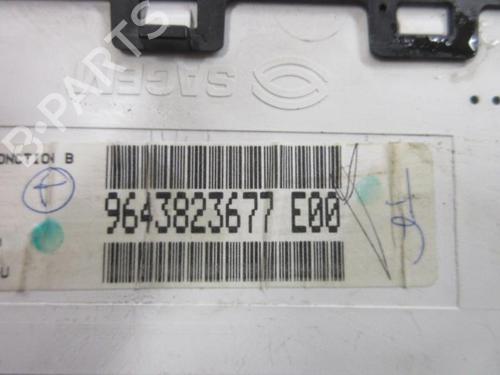 SAGEM
B-PARTS
ONCTION B
9643823677 E00
U